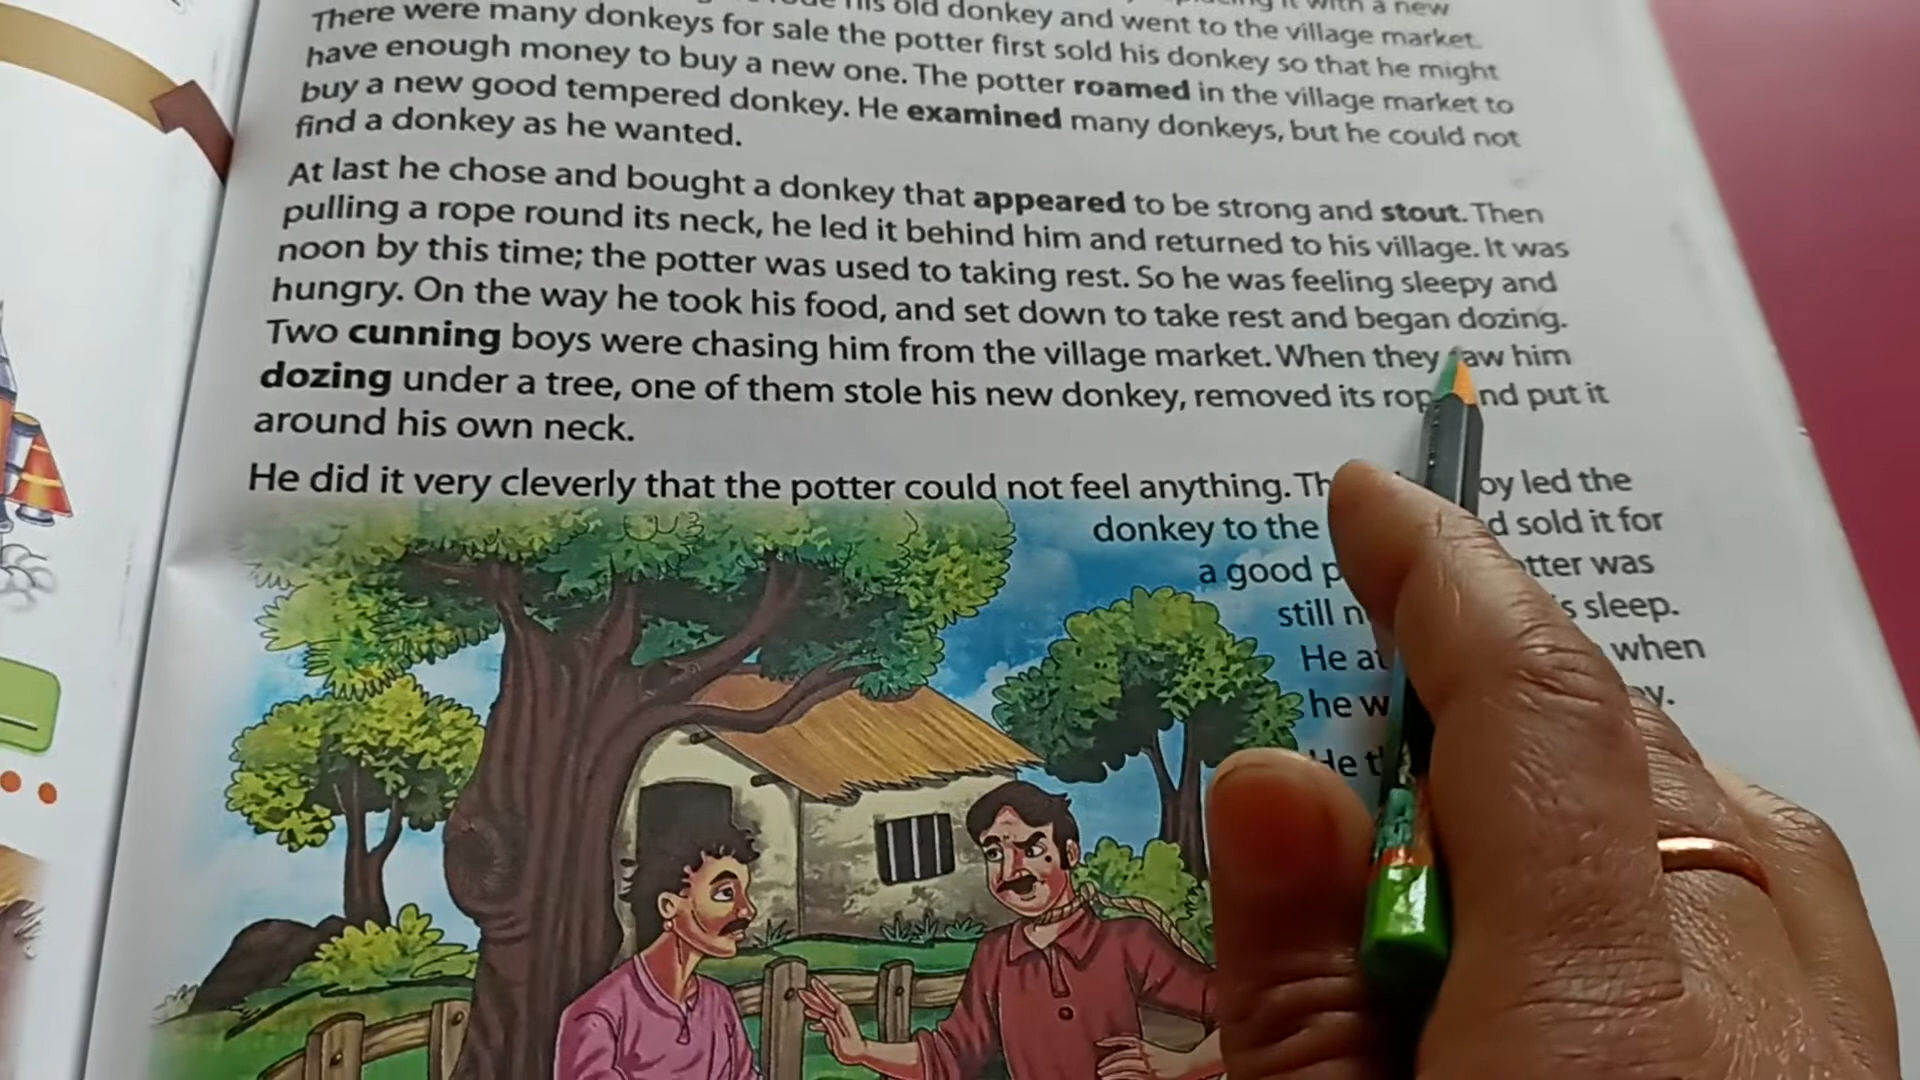 his old donkey and went to the village market.
There were many donkeys for sale the potter first sold his donkey so that he might
have enough money to buy a new one. The potter roamed in the village market to
buy a new good tempered donkey. He examined many donkeys, but he could not
find a donkey as he wanted.
At last he chose and bought a donkey that appeared to be strong and stout. Then
pulling a rope round its neck, he led it behind him and returned to his village. It was
noon by this time; the potter was used to taking rest. So he was feeling sleepy and
hungry. On the way he took his food, and set down to take rest and began dozing.
Two cunning boys were chasing him from the village market. When they saw him
dozing under a tree, one of them stole his new donkey, removed its rope and put it
around his own neck.
He did it very cleverly that the potter could not feel anything. led the
donkey to the sold it for
a good was
still sleep.
He when
he